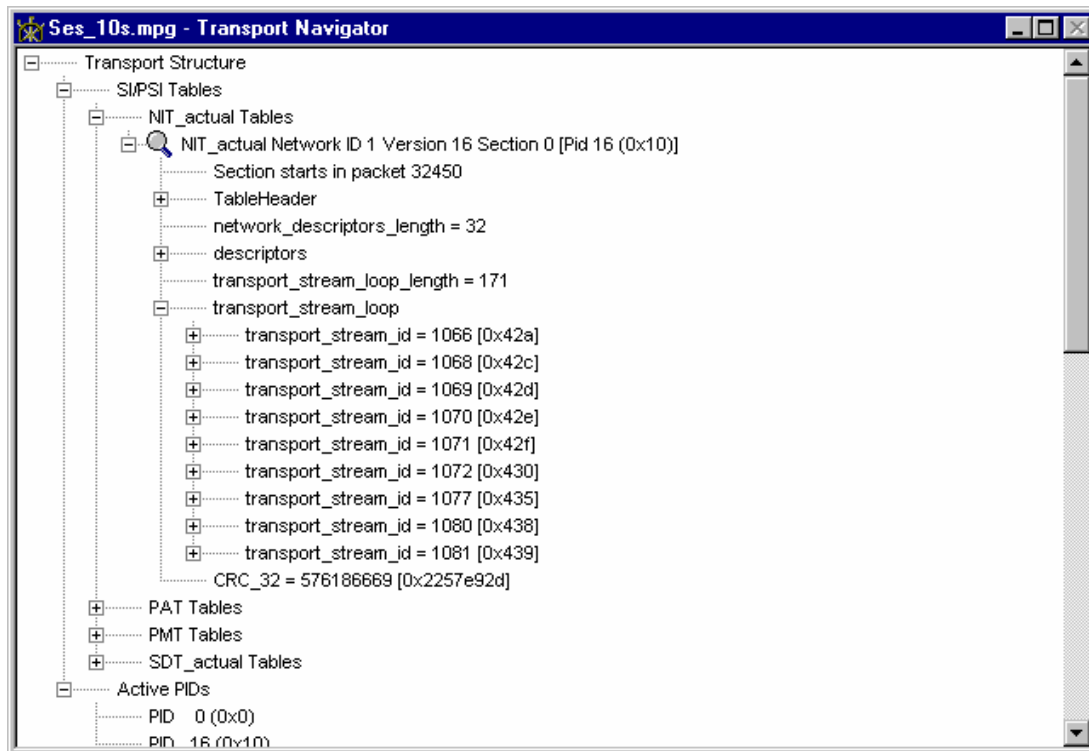 Ses_10s.mpg - Transport Navigator
Transport Structure
SI/PSI Tables
NIT_actual Tables
NIT_actual Network ID 1 Version 16 Section 0 [Pid 16 (0x10)]
Section starts in packet 32450
TableHeader
network_descriptors_length = 32
descriptors
transport_stream_loop_length = 171
transport_stream_loop
transport_stream_id = 1066 [0x42a]
transport_stream_id = 1068 [0x42c]
transport_stream_id = 1069 [0x42d]
transport_stream_id = 1070 [0x42e]
transport_stream_id = 1071 [0x42f]
transport_stream_id = 1072 [0x430]
transport_stream_id = 1077 [0x435]
transport_stream_id = 1080 [0x438]
transport_stream_id = 1081 [0x439]
CRC_32 = 576186669 [0x2257e92d]
PAT Tables
PMT Tables
SDT_actual Tables
Active PIDs
PID 0 (0x0)
PID 16 (0x10)